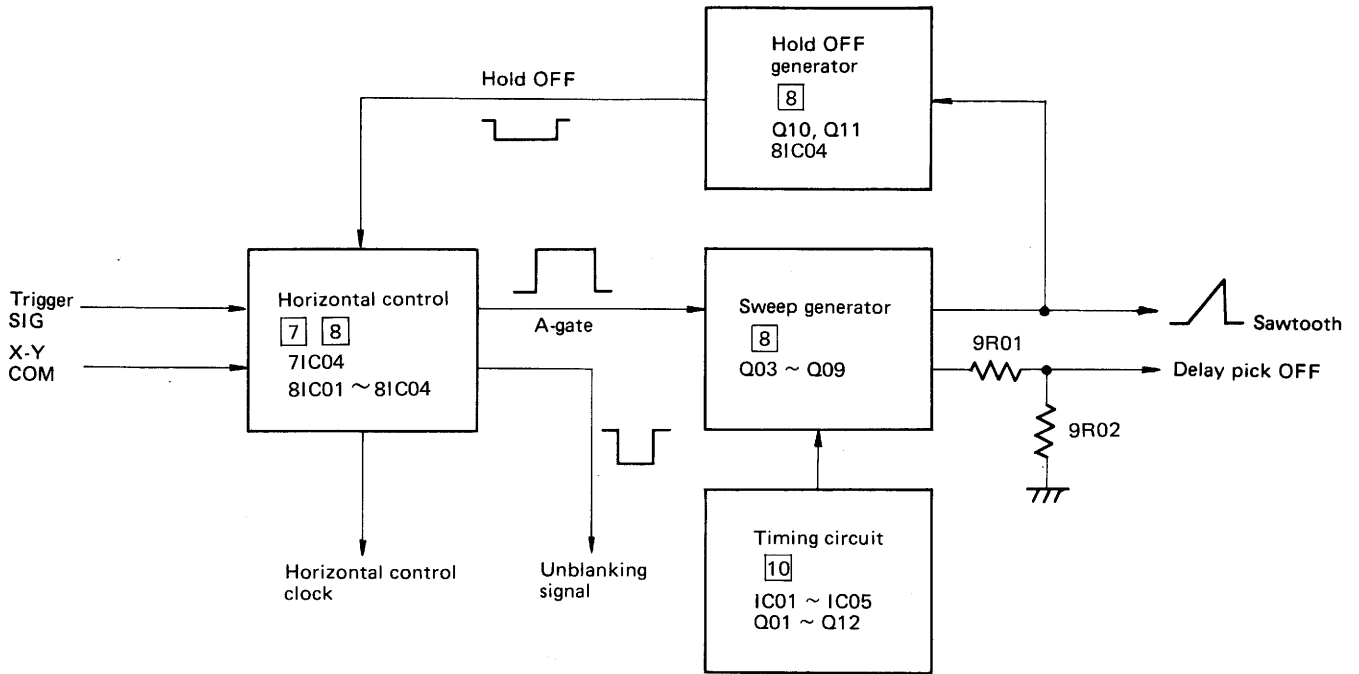 Hold OFF
generator
8
Q10, Q11
8IC04
Hold OFF
Trigger
SIG
X-Y
COM
Horizontal control
7 8
7IC04
8IC01 ~ 8IC04
A-gate
Sweep generator
8
Q03 ~ Q09
Sawtooth
9R01
Delay pick OFF
9R02
Horizontal control
clock
Unblanking
signal
Timing circuit
10
IC01 ~ IC05
Q01 ~ Q12